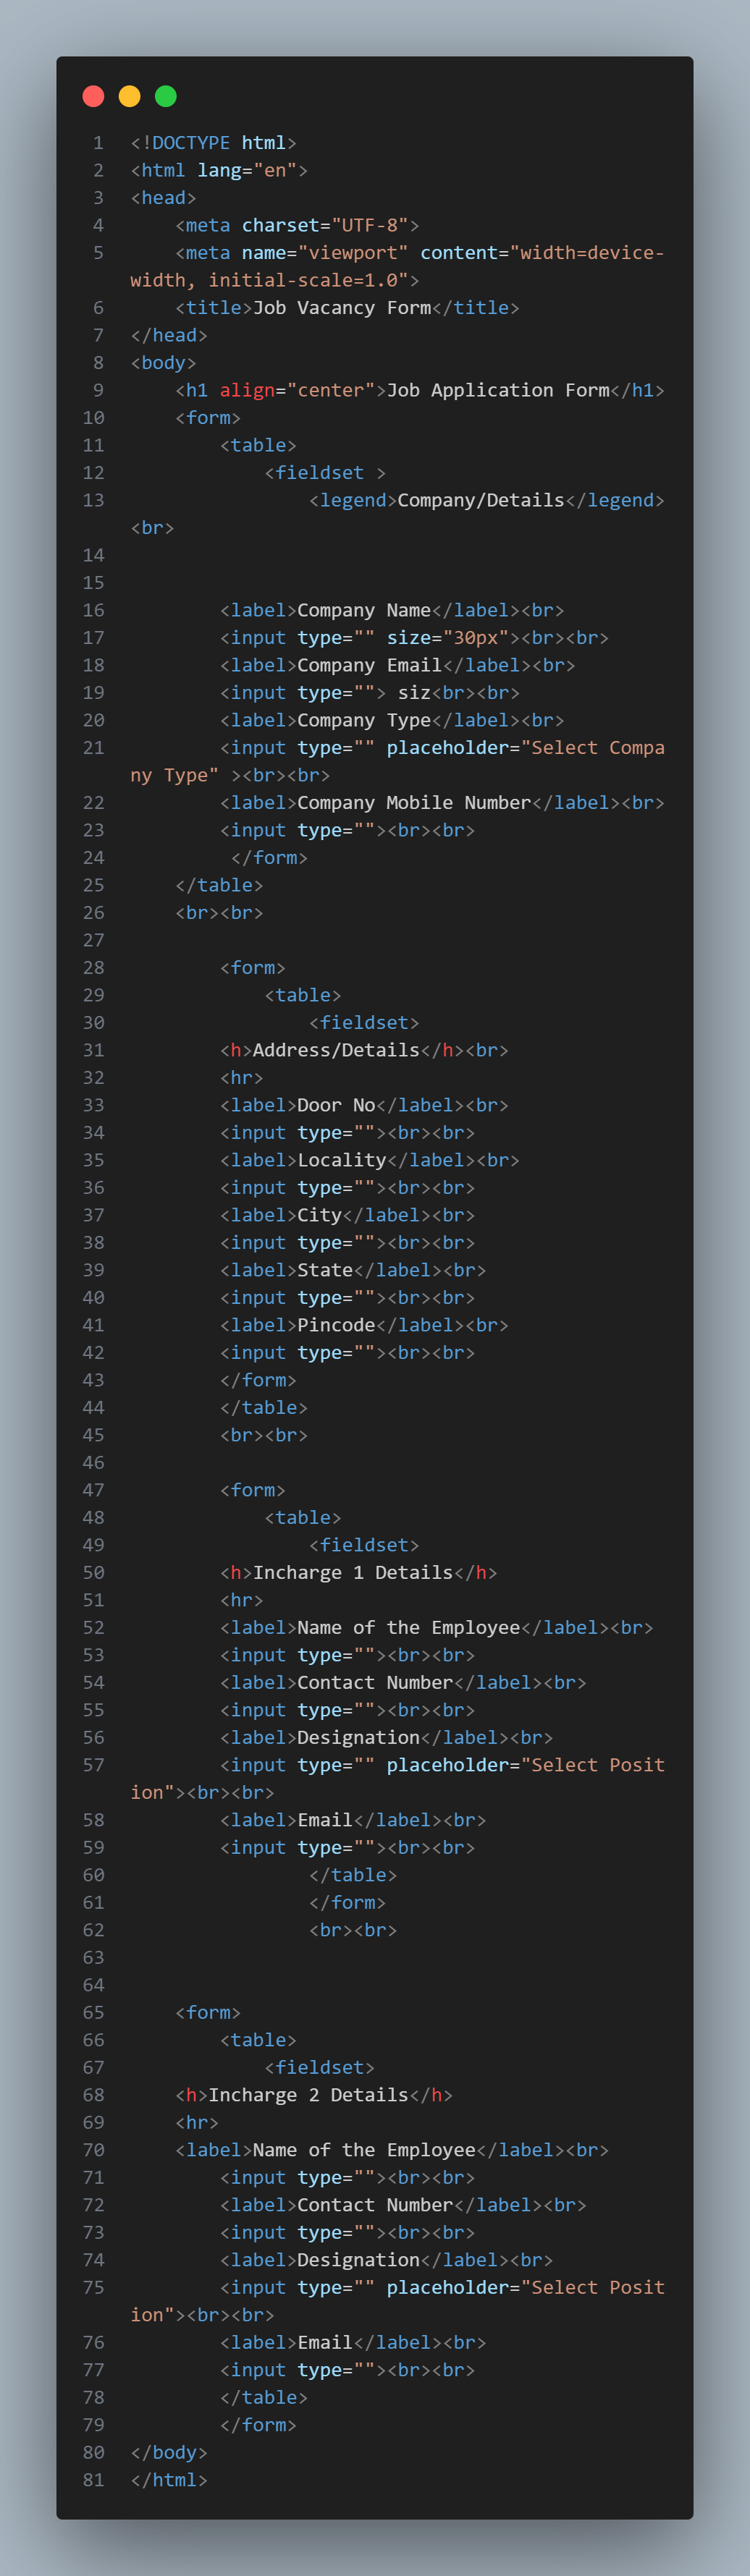 1 <!DOCTYPE html>
2 <html lang="en">
3 <head>
4     <meta charset="UTF-8">
5     <meta name="viewport" content="width=device-
width, initial-scale=1.0">
6     <title>Job Vacancy Form</title>
7 </head>
8 <body>
9     <h1 align="center">Job Application Form</h1>
10     <form>
11         <table>
12             <fieldset >
13                 <legend>Company/Details</legend>
<br>
14
15
16         <label>Company Name</label><br>
17         <input type="" size="30px"><br><br>
18         <label>Company Email</label><br>
19         <input type=""> siz<br><br>
20         <label>Company Type</label><br>
21         <input type="" placeholder="Select Compa
ny Type" ><br><br>
22         <label>Company Mobile Number</label><br>
23         <input type=""><br><br>
24          </form>
25     </table>
26     <br><br>
27
28         <form>
29             <table>
30                 <fieldset>
31         <h>Address/Details</h><br>
32         <hr>
33         <label>Door No</label><br>
34         <input type=""><br><br>
35         <label>Locality</label><br>
36         <input type=""><br><br>
37         <label>City</label><br>
38         <input type=""><br><br>
39         <label>State</label><br>
40         <input type=""><br><br>
41         <label>Pincode</label><br>
42         <input type=""><br><br>
43         </form>
44         </table>
45         <br><br>
46
47         <form>
48             <table>
49                 <fieldset>
50         <h>Incharge 1 Details</h>
51         <hr>
52         <label>Name of the Employee</label><br>
53         <input type=""><br><br>
54         <label>Contact Number</label><br>
55         <input type=""><br><br>
56         <label>Designation</label><br>
57         <input type="" placeholder="Select Posit
ion"><br><br>
58         <label>Email</label><br>
59         <input type=""><br><br>
60                 </table>
61                 </form>
62                 <br><br>
63
64
65     <form>
66         <table>
67             <fieldset>
68     <h>Incharge 2 Details</h>
69     <hr>
70     <label>Name of the Employee</label><br>
71         <input type=""><br><br>
72         <label>Contact Number</label><br>
73         <input type=""><br><br>
74         <label>Designation</label><br>
75         <input type="" placeholder="Select Posit
ion"><br><br>
76         <label>Email</label><br>
77         <input type=""><br><br>
78         </table>
79         </form>
80 </body>
81 </html>